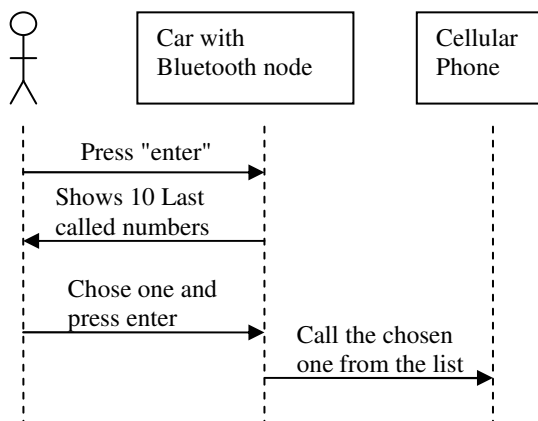 Car with
Bluetooth node
Cellular
Phone
Press "enter"
Shows 10 Last
called numbers
Chose one and
press enter
Call the chosen
one from the list